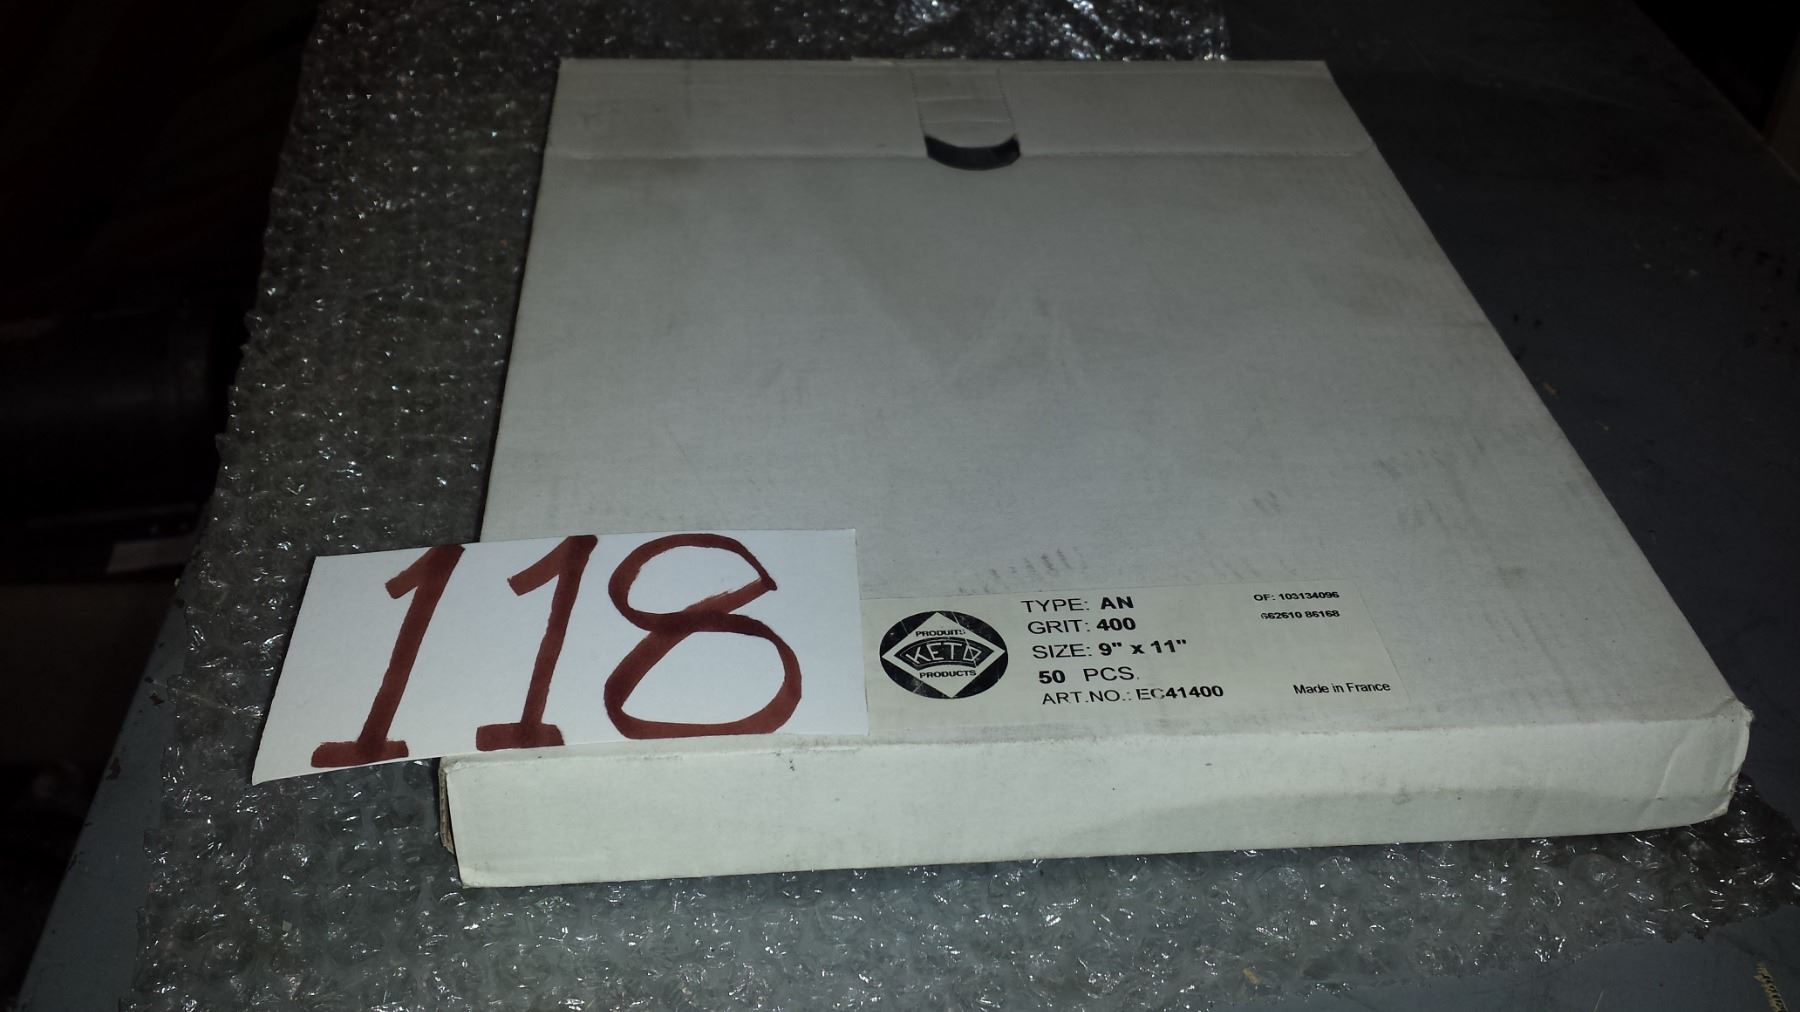 118
PRODUITS
KETO
PRODUCTS
TYPE: AN
GRIT: 400
SIZE: 9" x 11"
50 PCS.
ART.NO.: EC41400
OF: 103134096
662610 86168
Made in France